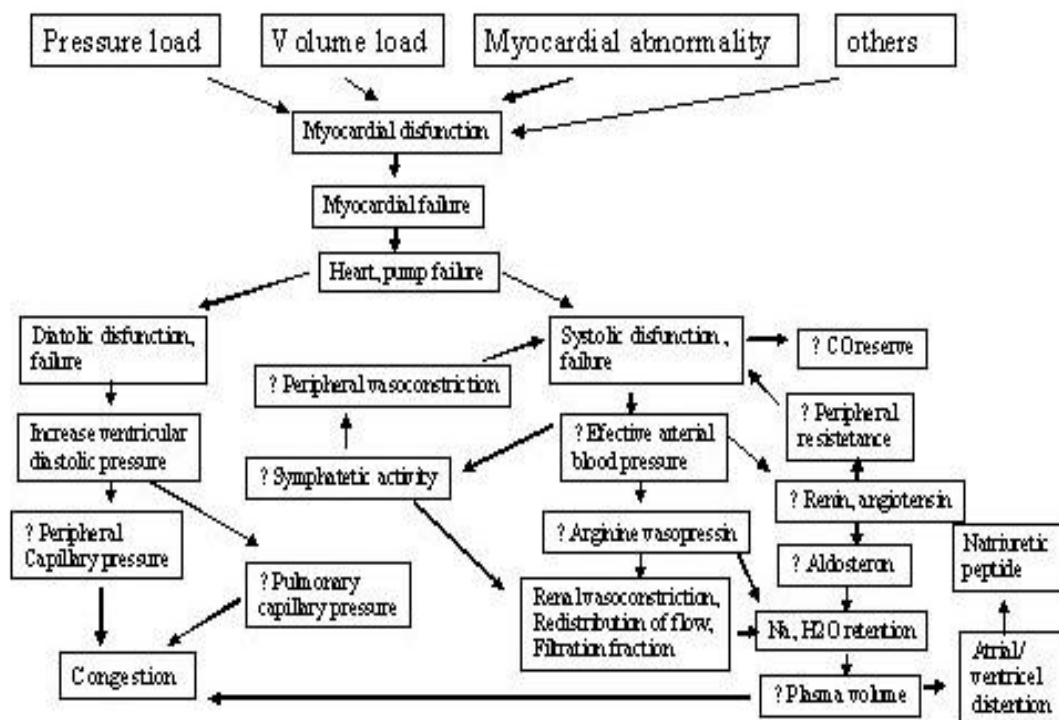 Pressure load
Volume load
Myocardial abnormality
others
Myocardial disfunction
Myocardial failure
Heart, pump failure
Diatolic disfunction,
failure
Systolic disfunction ,
failure
? CO reserve
? Peripheral vasoconstriction
? Peripheral
resistetance
Increase ventricular
diastolic pressure
? Efective arterial
blood pressure
? Symphatetic activity
? Renin, angiotensin
? Peripheral
Capillary pressure
? Arginine vasopressin
Natriuretic
peptide
? Aldosteron
? Pulmonary
capillary pressure
Renal vasoconstriction,
Redistribution of flow,
Filtration fraction
Na, H2O retention
Congestion
? Plasma volume
Atrial/
ventricel
distention